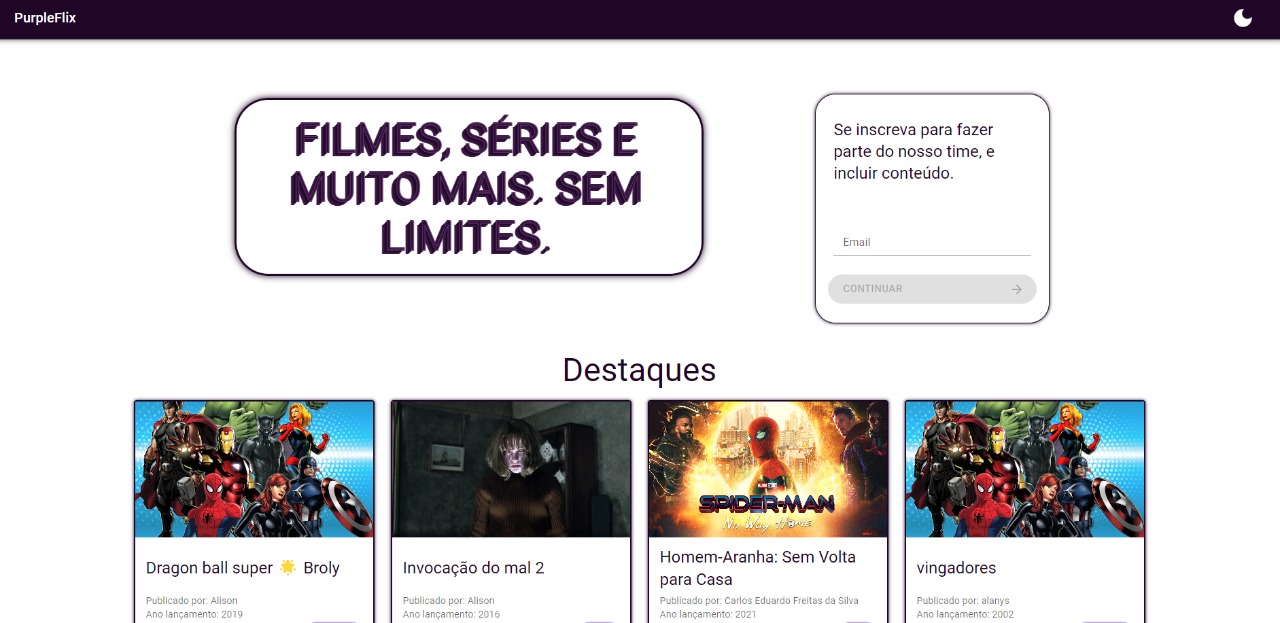 PurpleFlix
FILMES, SÉRIES E
MUITO MAIS. SEM
LIMITES.
Se inscreva para fazer
parte do nosso time, e
incluir conteúdo.
Email
CONTINUAR
Destaques
SPIDER-MAN
No Way Home
Dragon ball super 🌟 Broly
Publicado por: Alison
Ano lançamento: 2019
Invocação do mal 2
Publicado por: Alison
Ano lançamento: 2016
Homem-Aranha: Sem Volta
para Casa
Publicado por: Carlos Eduardo Freitas da Silva
Ano lançamento: 2021
vingadores
Publicado por: alanys
Ano lançamento: 2002